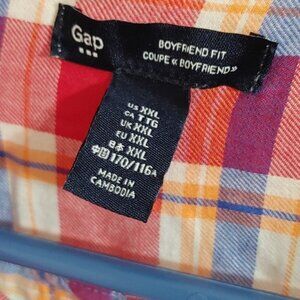 Gap
BOYFRIEND FIT
COUPE « BOYFRIEND »
US XXL
CA TTG
UK XXL
EU XXL
日本 XXL
中国 170/116A
MADE IN
CAMBODIA